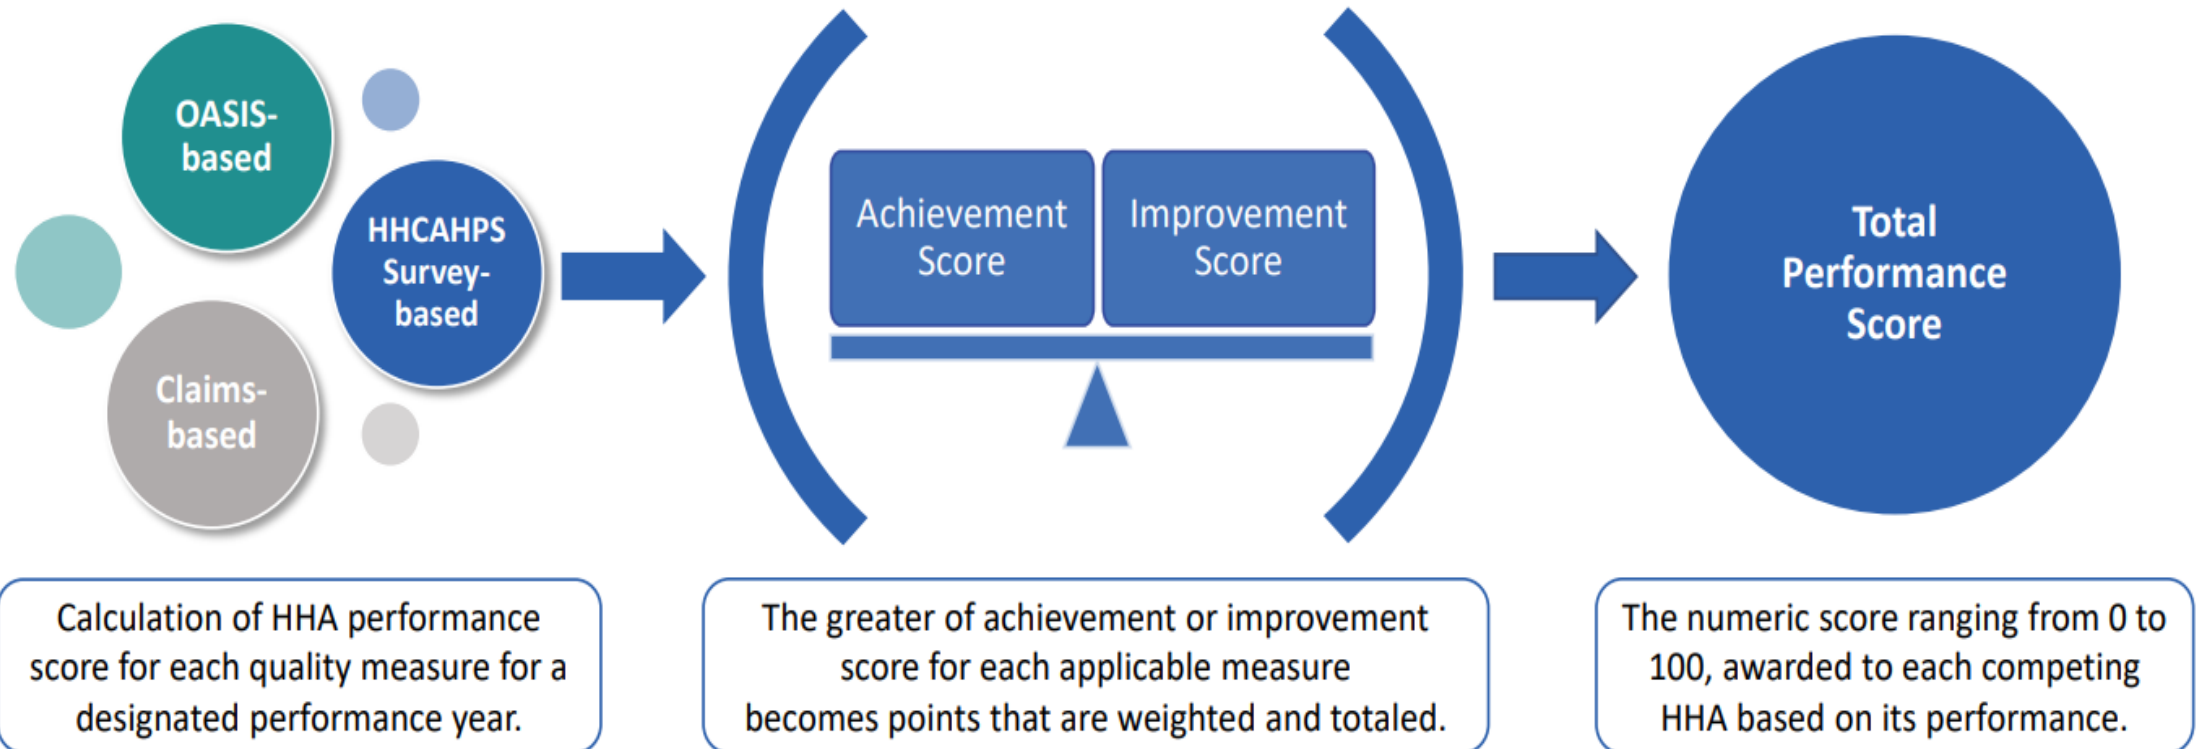 OASIS-
based
HHCAHPS
Survey-
based
Claims-
based
Achievement
Score
Improvement
Score
Total
Performance
Score
Calculation of HHA performance
score for each quality measure for a
designated performance year.
The greater of achievement or improvement
score for each applicable measure
becomes points that are weighted and totaled.
The numeric score ranging from 0 to
100, awarded to each competing
HHA based on its performance.